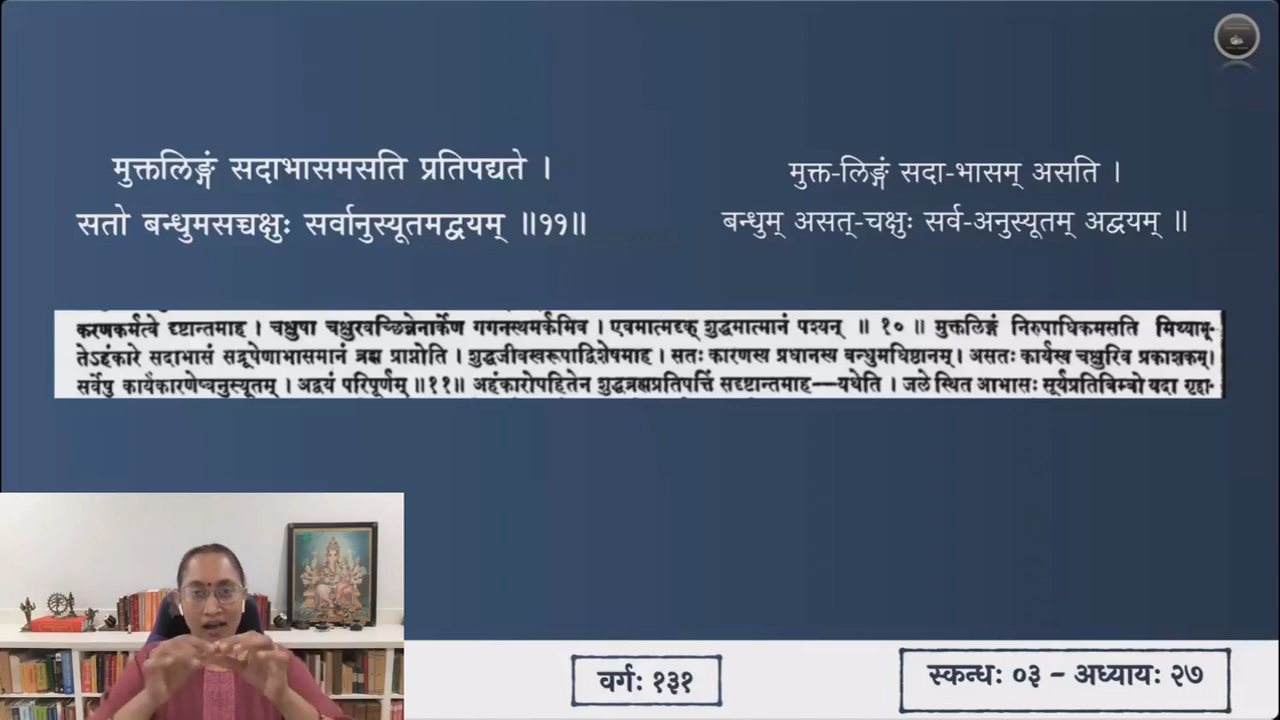 मुक्तलिङ्गं सदाभासमसति प्रतिपद्यते ।
सतो बन्धुमसच्चक्षुः सर्वानुस्यूतमद्वयम् ॥११॥
मुक्त-लिङ्गं सदा-भासम् असति ।
बन्धुम् असत्-चक्षुः सर्व-अनुस्यूतम् अद्वयम् ॥
करणकर्मत्वे दृष्टान्तमाह । चक्षुषा चक्षुरवच्छिन्नेनार्केण गगनस्थमर्कमिव । एवमात्मदृक् शुद्धमात्मानं पश्यन् ॥ १० ॥ मुक्तलिङ्गं निरुपाधिकमसति मिथ्याभू-
तेऽहंकारे सदाभासं सद्रूपेणाभासमानं ब्रह्म प्राप्नोति । शुद्धजीवस्वरूपाद्विशेषमाह । सतः कारणस्य प्रधानस्य बन्धुमधिष्ठानम् । असतः कार्यस्य चक्षुरिव प्रकाशकम् ।
सर्वेषु कार्यकारणेष्वनुस्यूतम् । अद्वयं परिपूर्णम् ॥११॥ अहंकारोपहितेन शुद्धब्रह्मप्रतिपत्तिं सदृष्टान्तमाह—यथेति । जले स्थित आभासः सूर्यप्रतिबिम्बो यदा गृहा-
वर्गः १३१
स्कन्धः ०३ – अध्यायः २७